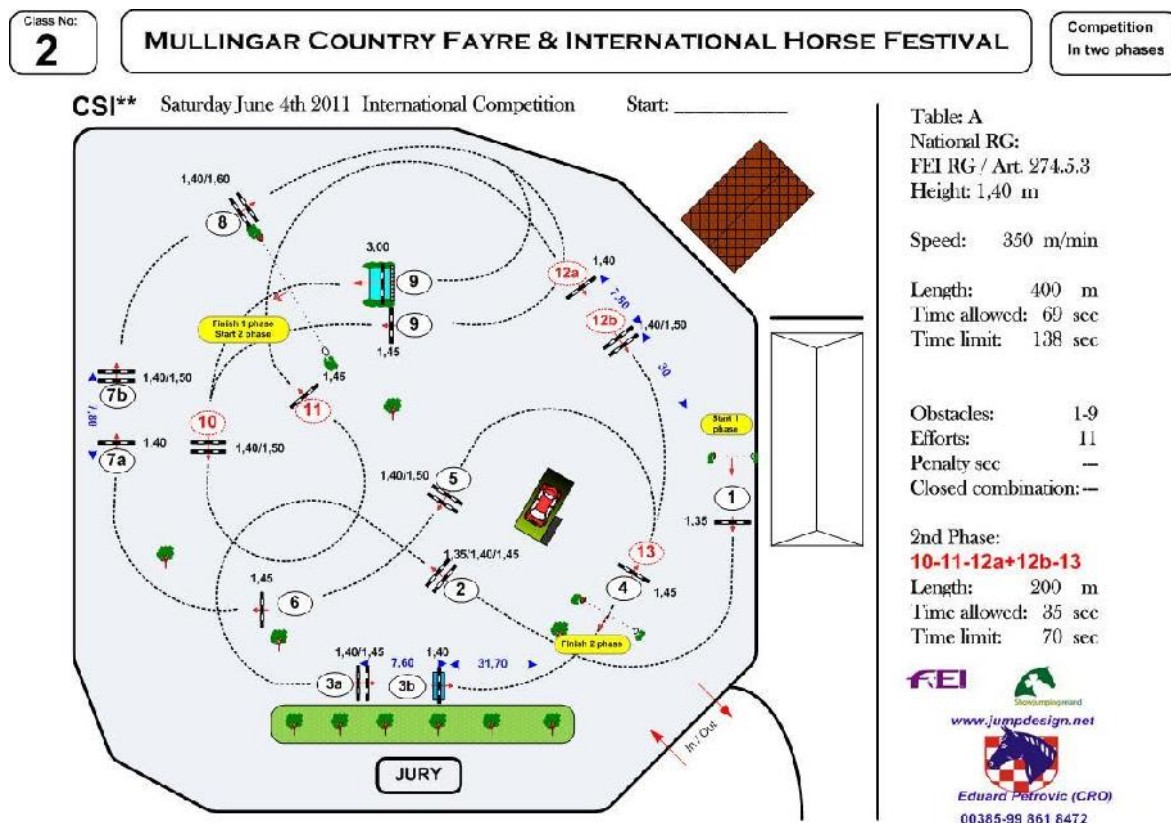 Class No:
2
MULLINGAR COUNTRY FAYRE & INTERNATIONAL HORSE FESTIVAL
Competition
In two phases
CSI** Saturday June 4th 2011 International Competition Start: ___________
Table: A
National RG:
FEI RG / Art. 274.5.3
Height: 1,40 m
Speed: 350 m/min
Length: 400 m
Time allowed: 69 sec
Time limit: 138 sec
Obstacles: 1-9
Efforts: 11
Penalty sec ---
Closed combination: ---
2nd Phase:
10-11-12a+12b-13
Length: 200 m
Time allowed: 35 sec
Time limit: 70 sec
FEI
Showjumpingireland
www.jumpdesign.net
Eduard Petrovic (CRO)
00385-99 861 8472
1,40/1,60
8
3,00
9
9
1,45
12a
1,40
7,80
12b
1,40/1,50
30
Finish 1 phase
Start 2 phase
1,45
11
7b
1,40/1,50
7,80
7a
1.40
10
1,40/1,50
Start 1
phase
1
1,35
5
1,40/1,50
1,35/1,40/1,45
2
13
4
1,45
1,45
6
Finish 2 phase
1,40/1,45
3a
7.60
1,40
3b
31,70
In / Out
JURY